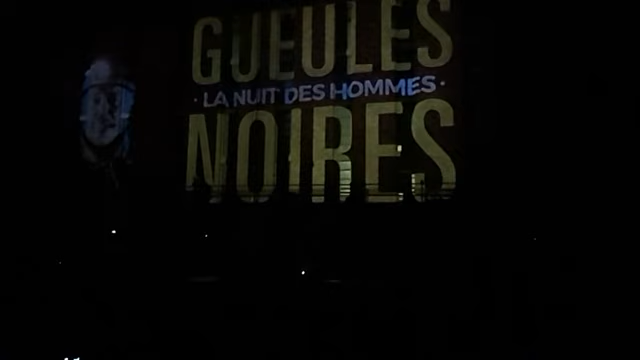 GUEULES
· LA NUIT DES HOMMES ·
NOIRES